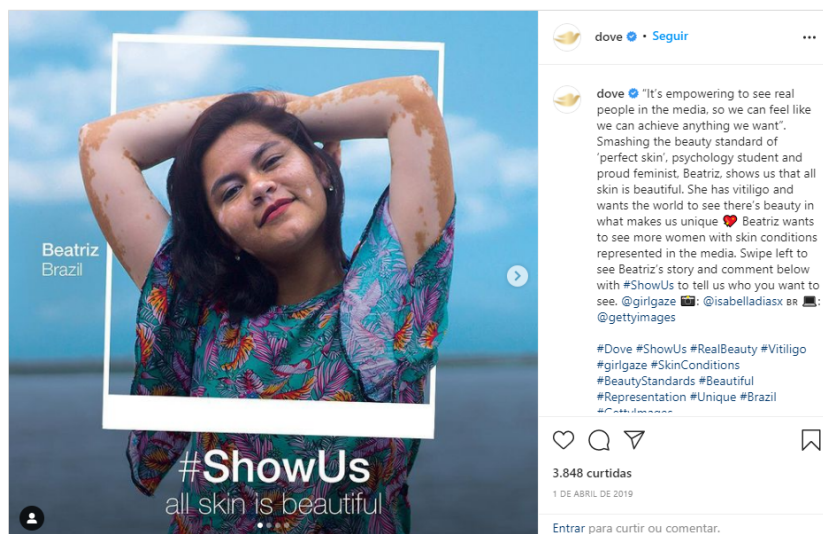 Beatriz
Brazil
#ShowUs
all skin is beautiful
dove • Seguir
dove "It's empowering to see real
people in the media, so we can feel like
we can achieve anything we want".
Smashing the beauty standard of
'perfect skin', psychology student and
proud feminist, Beatriz, shows us that all
skin is beautiful. She has vitiligo and
wants the world to see there's beauty in
what makes us unique 💖 Beatriz wants
to see more women with skin conditions
represented in the media. Swipe left to
see Beatriz's story and comment below
with #ShowUs to tell us who you want to
see. @girlgaze 📸: @isabelladiasx BR 💻:
@gettyimages
#Dove #ShowUs #RealBeauty #Vitiligo
#girlgaze #SkinConditions
#BeautyStandards #Beautiful
#Representation #Unique #Brazil
#GettyImages
3.848 curtidas
1 DE ABRIL DE 2019
Entrar para curtir ou comentar.